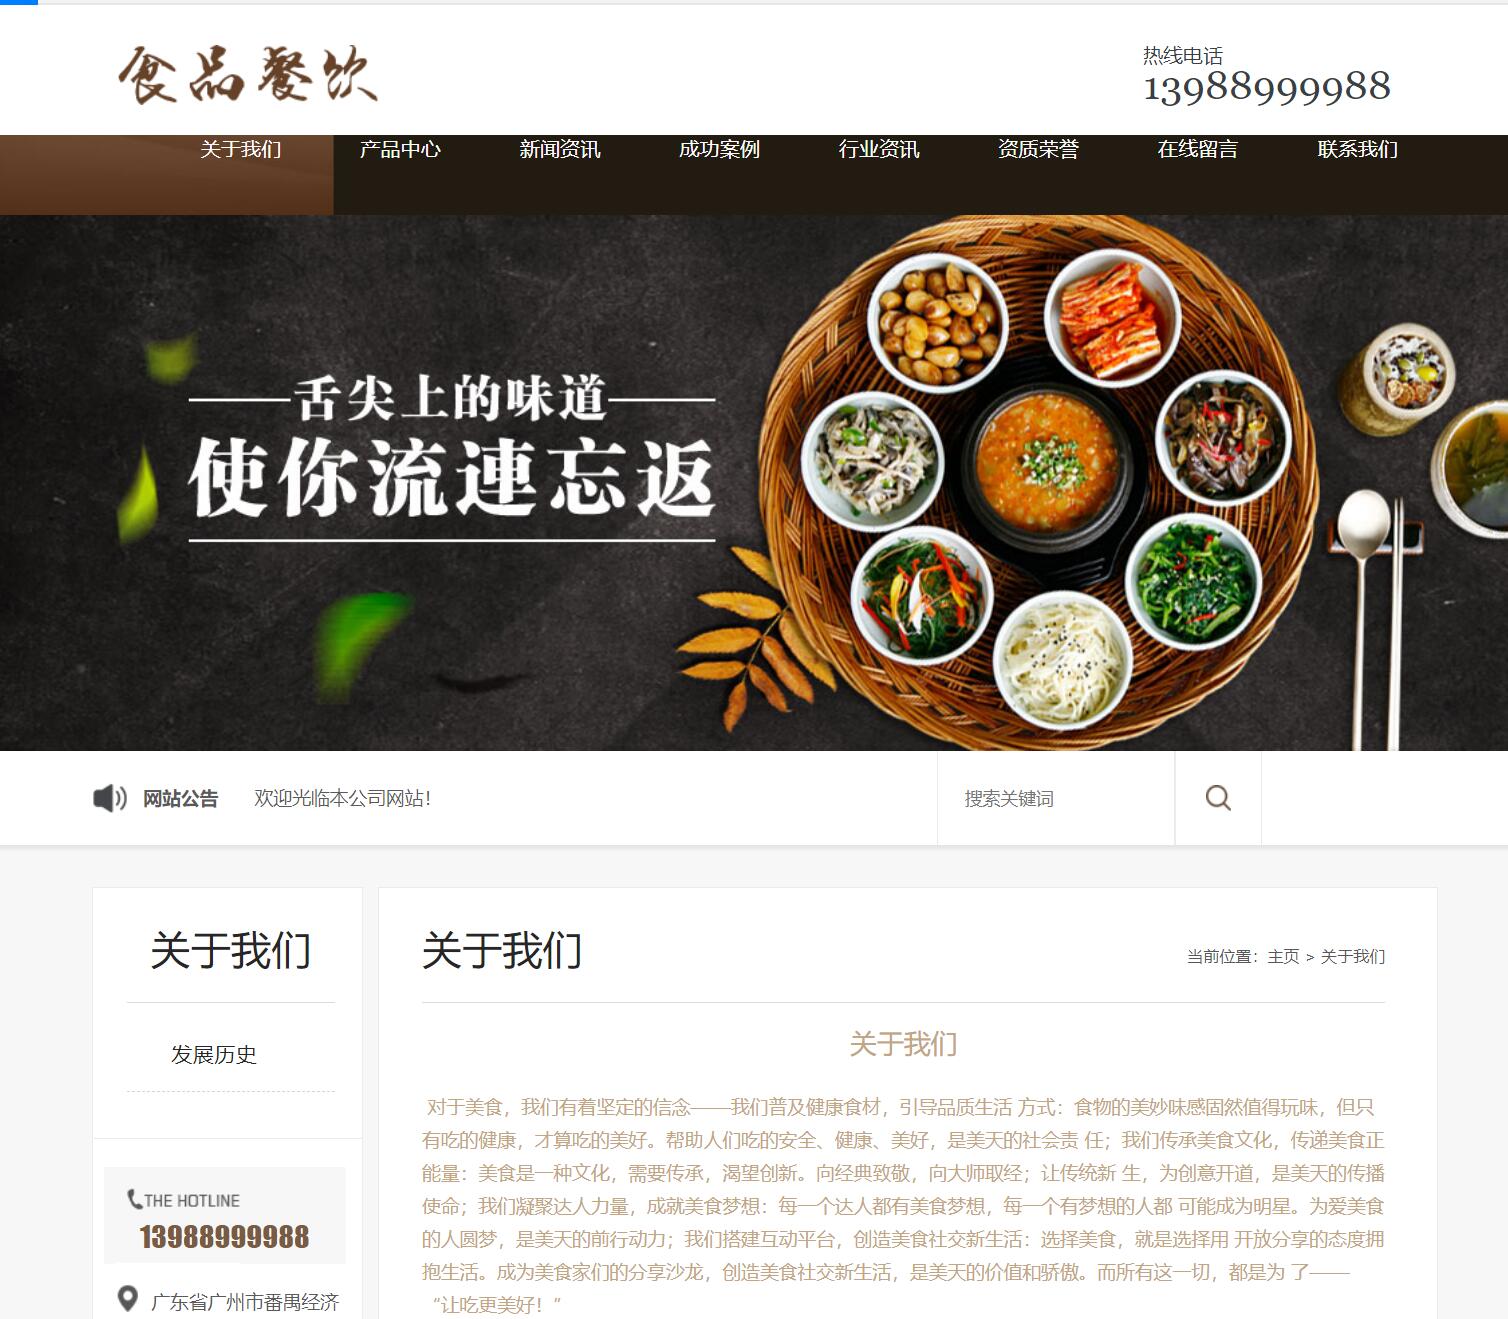 食品餐饮
热线电话
13988999988
关于我们 产品中心 新闻资讯 成功案例 行业资讯 资质荣誉 在线留言 联系我们
舌尖上的味道
使你流連忘返
网站公告 欢迎光临本公司网站！
搜索关键词
关于我们
发展历史
THE HOTLINE
13988999988
广东省广州市番禺经济
关于我们
当前位置：主页 > 关于我们
关于我们
对于美食，我们有着坚定的信念——我们普及健康食材，引导品质生活 方式：食物的美妙味感固然值得玩味，但只
有吃的健康，才算吃的美好。帮助人们吃的安全、健康、美好，是美天的社会责 任；我们传承美食文化，传递美食正
能量：美食是一种文化，需要传承，渴望创新。向经典致敬，向大师取经；让传统新 生，为创意开道，是美天的传播
使命；我们凝聚达人力量，成就美食梦想：每一个达人都有美食梦想，每一个有梦想的人都 可能成为明星。为爱美食
的人圆梦，是美天的前行动力；我们搭建互动平台，创造美食社交新生活：选择美食，就是选择用 开放分享的态度拥
抱生活。成为美食家们的分享沙龙，创造美食社交新生活，是美天的价值和骄傲。而所有这一切，都是为 了——
“让吃更美好！”